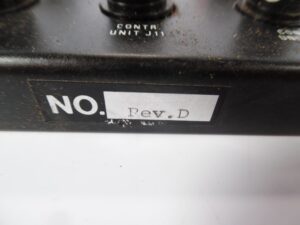 CONTR
UNIT J11
NO. Rev.D